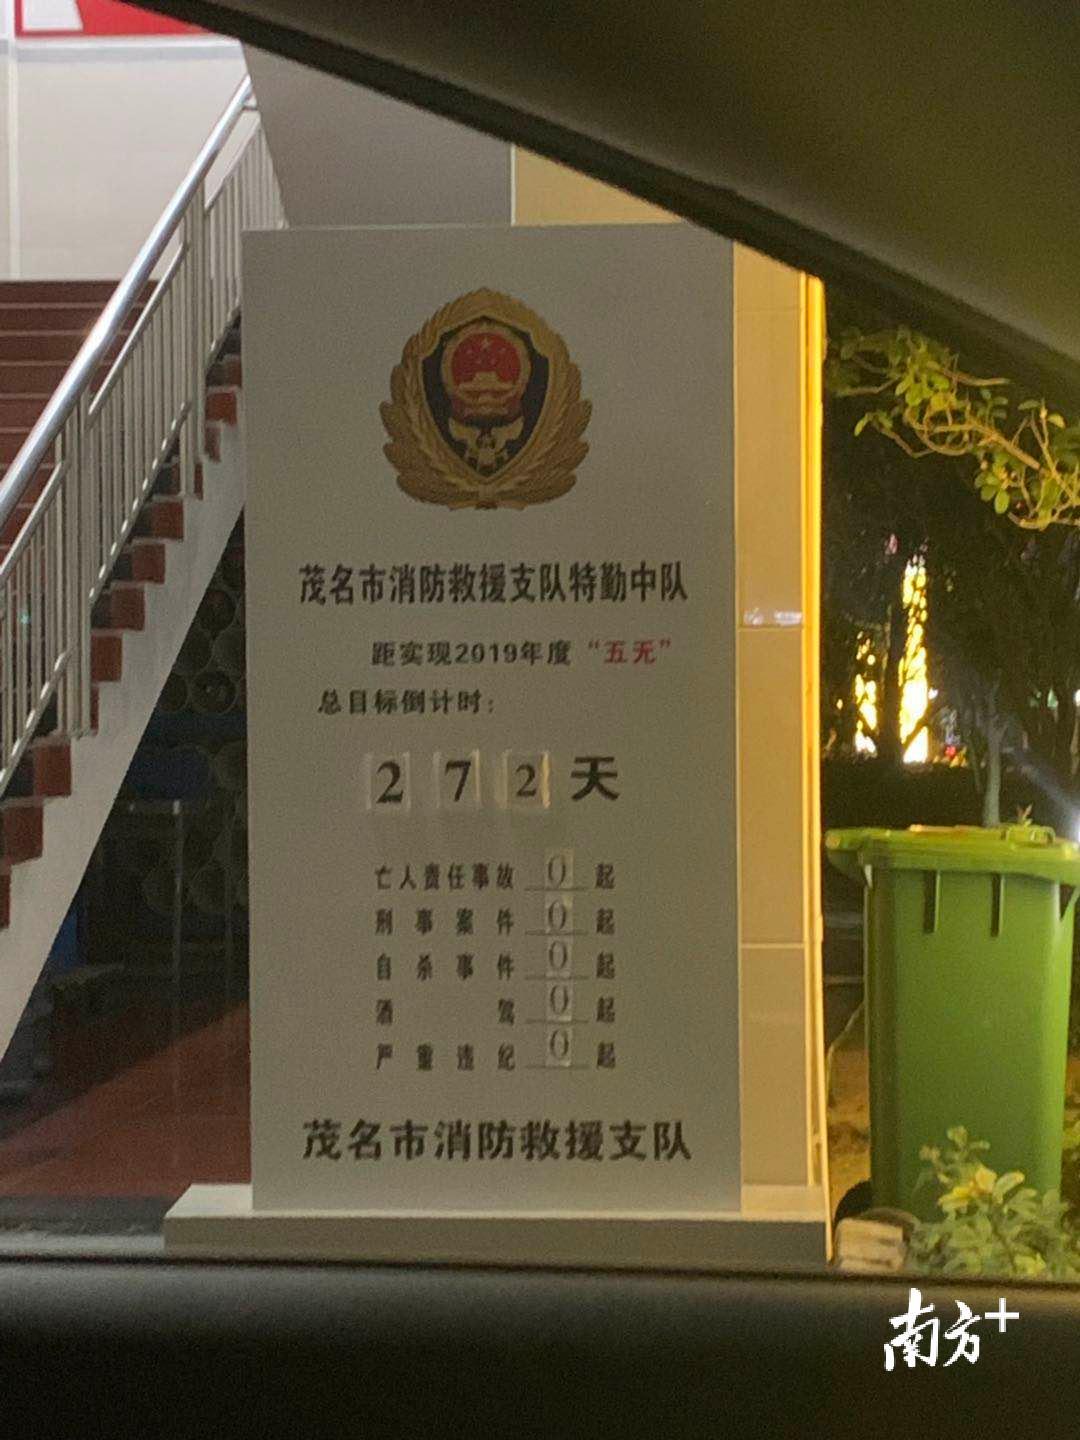 茂名市消防救援支队特勤中队
距实现2019年度“五无”
总目标倒计时：
272天
亡人责任事故 0 起
刑事案件 0 起
自杀事件 0 起
酒驾 0 起
严重违纪 0 起
茂名市消防救援支队
南方+